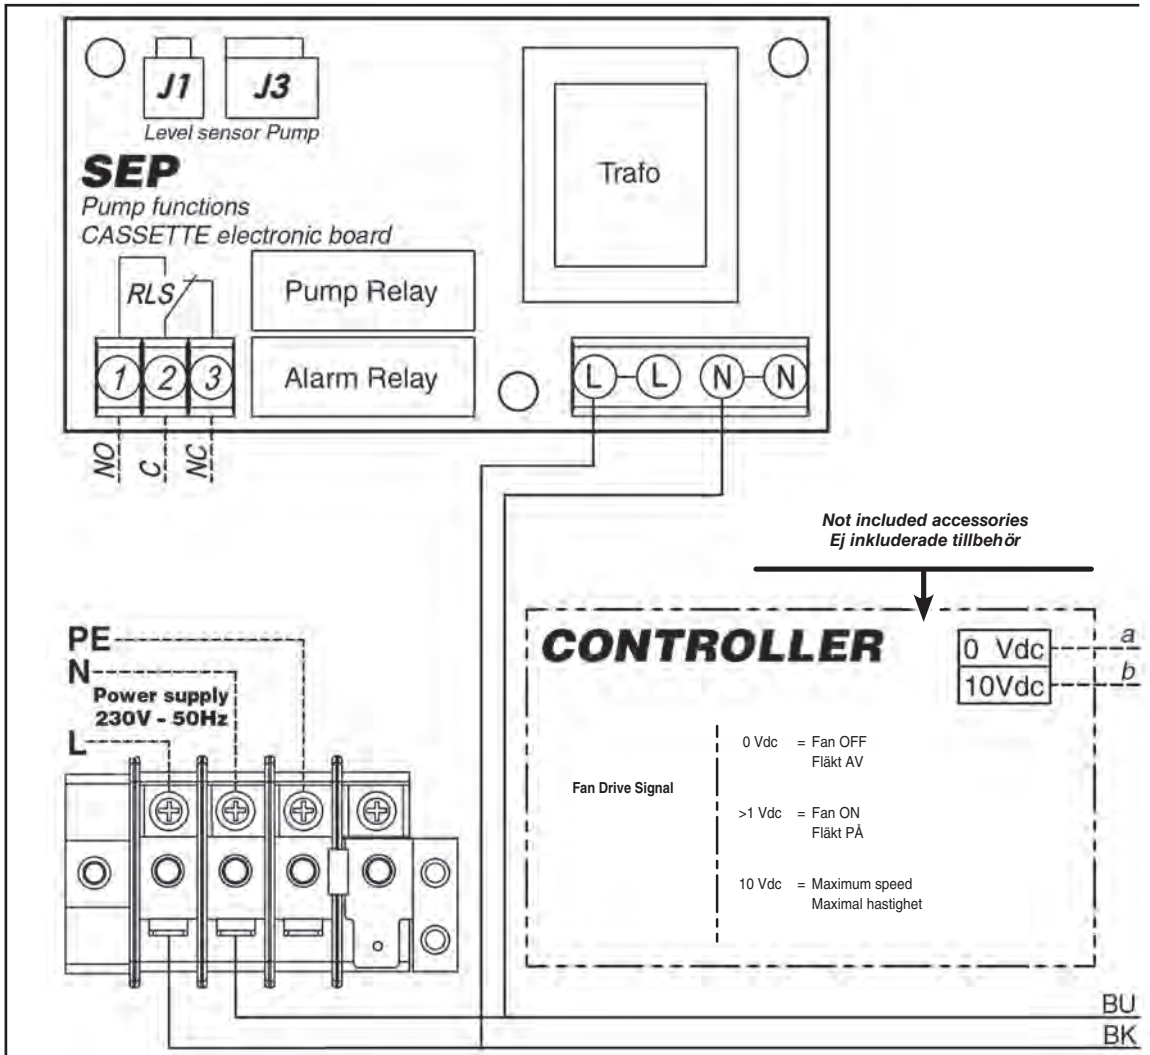 J1
J3
Level sensor Pump
SEP
Pump functions
CASSETTE electronic board
Trafo
RLS
Pump Relay
1 2 3
Alarm Relay
L L N N
NO
C
NC
Not included accessories
Ej inkluderade tillbehör
CONTROLLER
0 Vdc
a
10Vdc
b
PE
N
Power supply
230V - 50Hz
L
Fan Drive Signal
0 Vdc = Fan OFF
Fläkt AV
>1 Vdc = Fan ON
Fläkt PÅ
10 Vdc = Maximum speed
Maximal hastighet
BU
BK